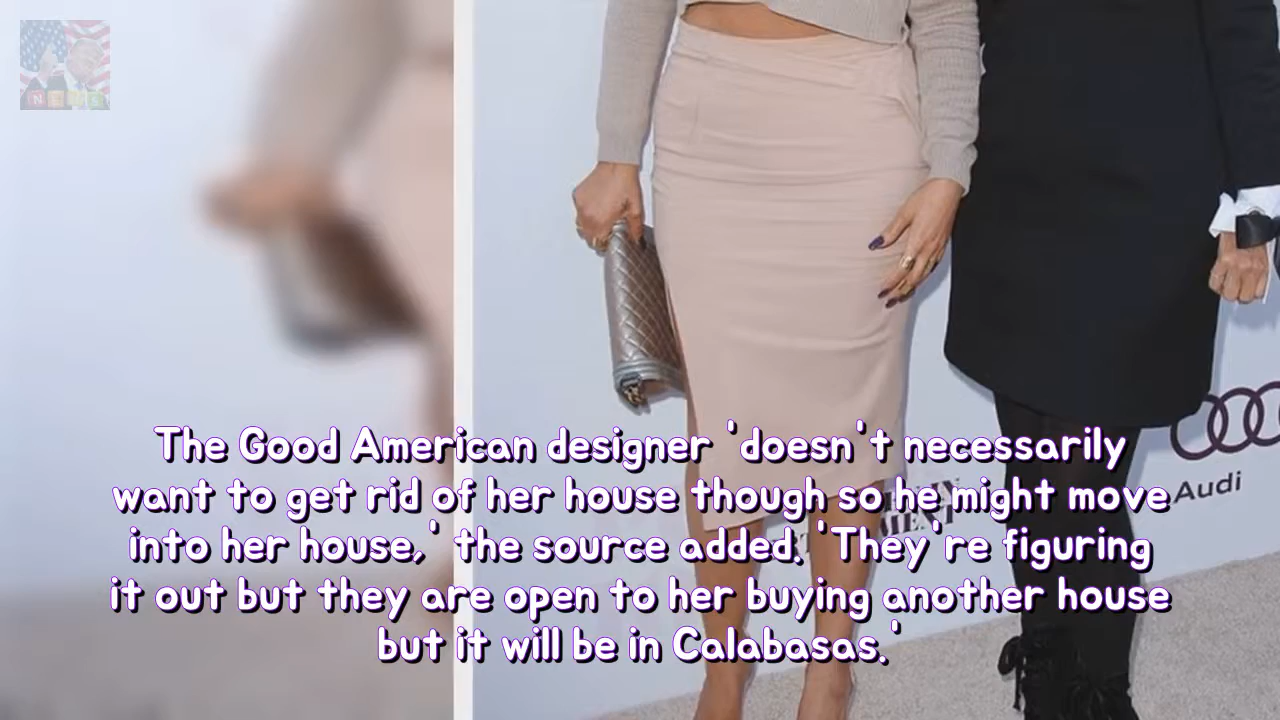 NEWS
The Good American designer 'doesn't necessarily
want to get rid of her house though so he might move
into her house,' the source added. 'They're figuring
it out but they are open to her buying another house
but it will be in Calabasas.'
Audi